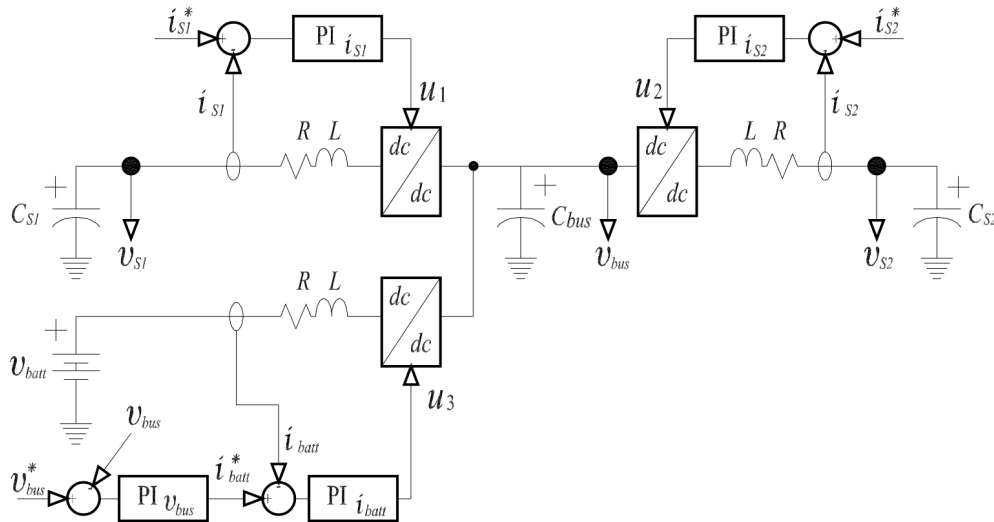 i*S1
+
-
PI iS1
iS1
u1
R L
dc
dc
+
CS1
vS1
+
Cbus
vbus
PI iS2
+
-
i*S2
iS2
u2
dc
dc
L R
vS2
+
CS2
R L
dc
dc
+
vbatt
u3
vbus
ibatt
v*bus
+
-
PI vbus
i*batt
+
-
PI ibatt